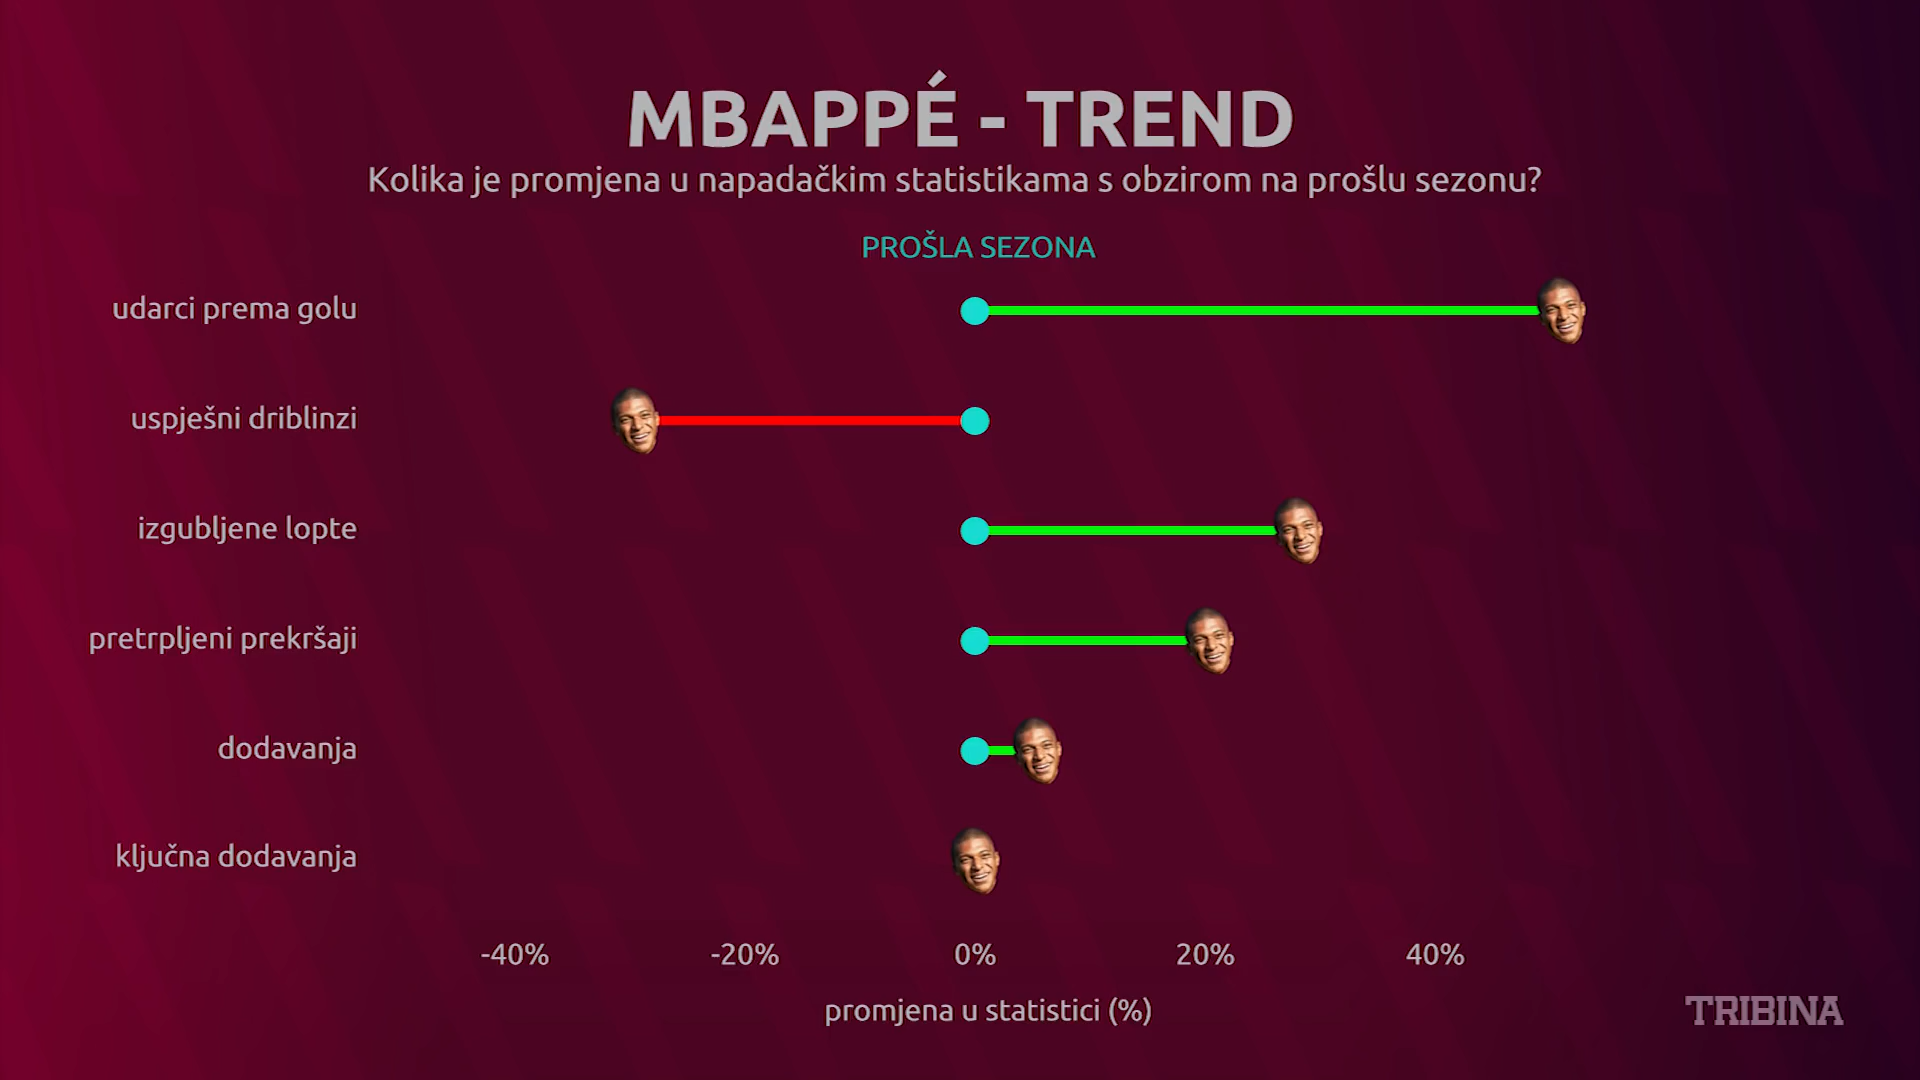 MBAPPÉ - TREND
Kolika je promjena u napadačkim statistikama s obzirom na prošlu sezonu?
PROŠLA SEZONA
udarci prema golu
uspješni driblinzi
izgubljene lopte
pretrpljeni prekršaji
dodavanja
ključna dodavanja
-40% -20% 0% 20% 40%
promjena u statistici (%)
TRIBINA